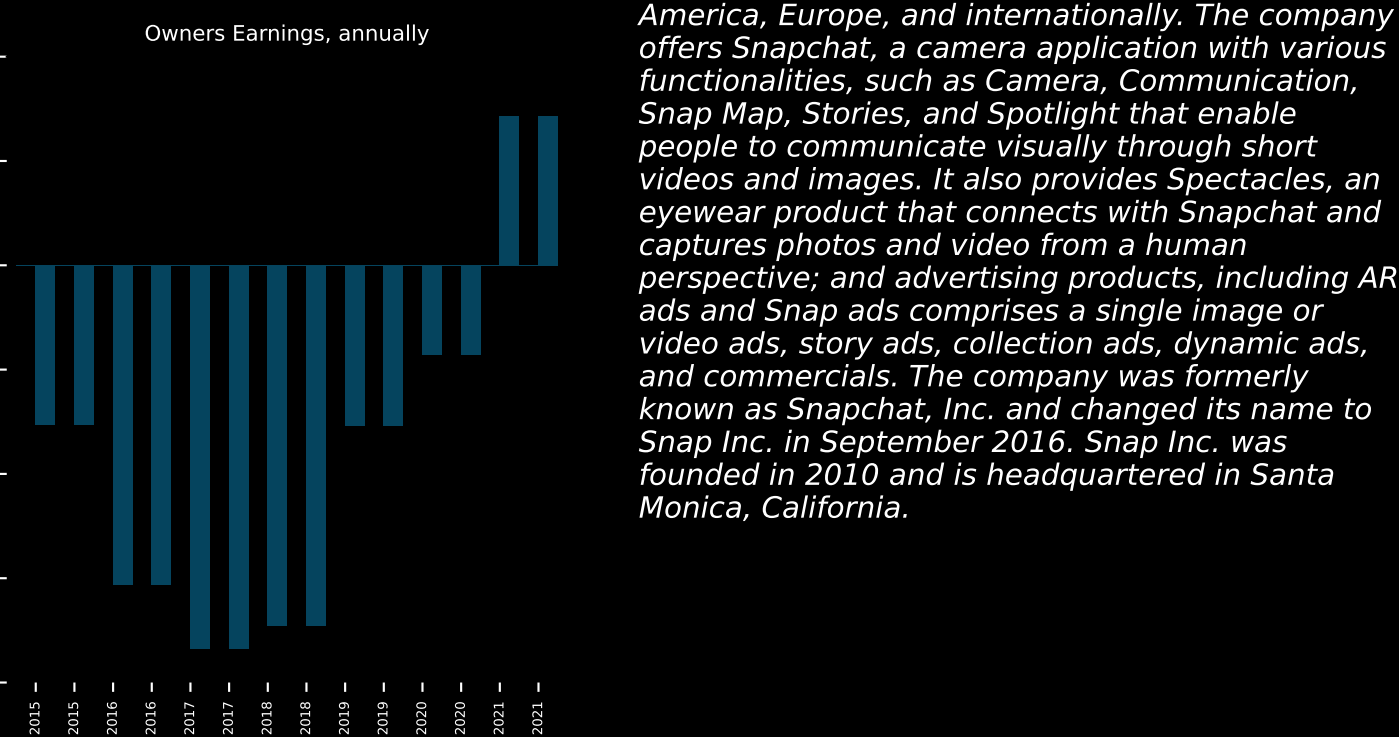 Owners Earnings, annually
2015
2015
2016
2016
2017
2017
2018
2018
2019
2019
2020
2020
2021
2021
America, Europe, and internationally. The company
offers Snapchat, a camera application with various
functionalities, such as Camera, Communication,
Snap Map, Stories, and Spotlight that enable
people to communicate visually through short
videos and images. It also provides Spectacles, an
eyewear product that connects with Snapchat and
captures photos and video from a human
perspective; and advertising products, including AR
ads and Snap ads comprises a single image or
video ads, story ads, collection ads, dynamic ads,
and commercials. The company was formerly
known as Snapchat, Inc. and changed its name to
Snap Inc. in September 2016. Snap Inc. was
founded in 2010 and is headquartered in Santa
Monica, California.